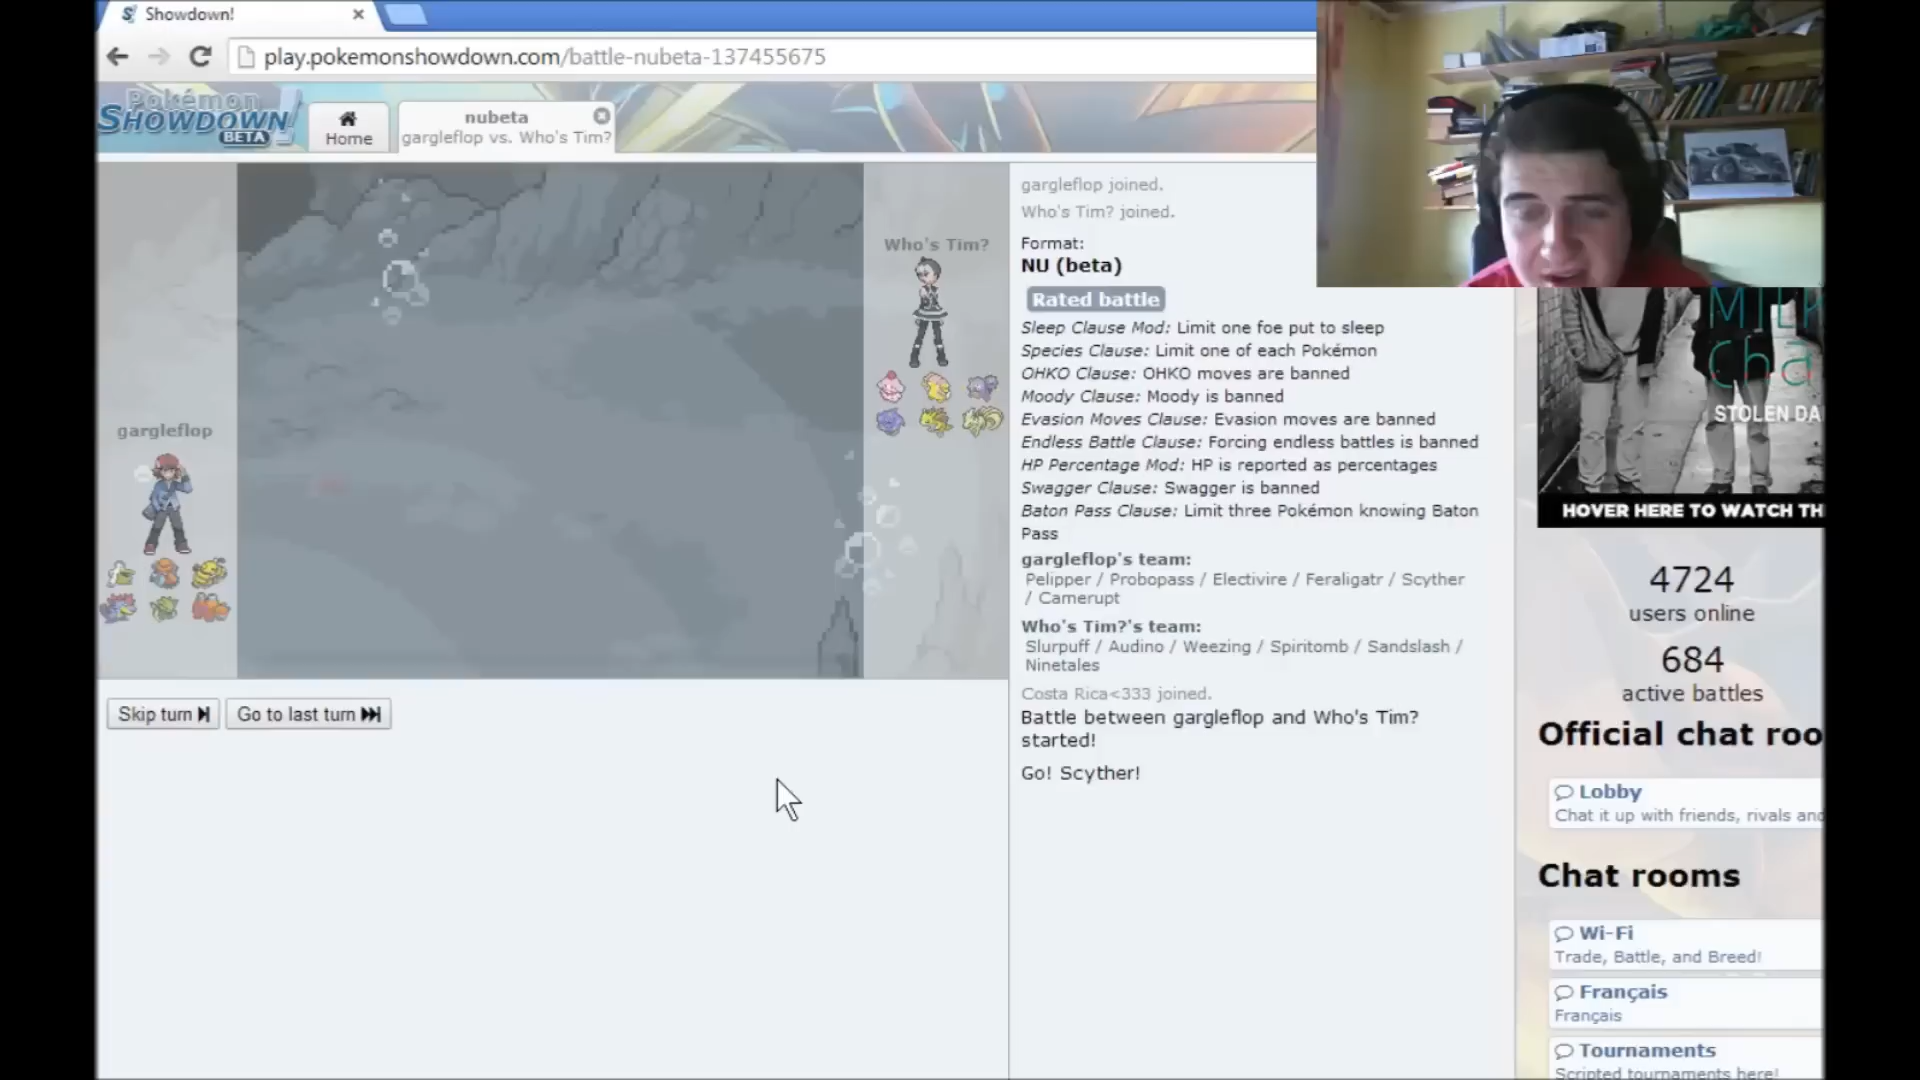 Showdown!
play.pokemonshowdown.com/battle-nubeta-137455675
Pokémon
SHOWDOWN
BETA
Home
nubeta
gargleflop vs. Who's Tim?
Who's Tim?
gargleflop
Skip turn
Go to last turn
gargleflop joined.
Who's Tim? joined.
Format:
NU (beta)
Rated battle
Sleep Clause Mod: Limit one foe put to sleep
Species Clause: Limit one of each Pokémon
OHKO Clause: OHKO moves are banned
Moody Clause: Moody is banned
Evasion Moves Clause: Evasion moves are banned
Endless Battle Clause: Forcing endless battles is banned
HP Percentage Mod: HP is reported as percentages
Swagger Clause: Swagger is banned
Baton Pass Clause: Limit three Pokémon knowing Baton
Pass
gargleflop's team:
Pelipper / Probopass / Electivire / Feraligatr / Scyther
/ Camerupt
Who's Tim?'s team:
Slurpuff / Audino / Weezing / Spiritomb / Sandslash /
Ninetales
Costa Rica<333 joined.
Battle between gargleflop and Who's Tim?
started!
Go! Scyther!
MILK
Cha
STOLEN DA
HOVER HERE TO WATCH TH
4724
users online
684
active battles
Official chat roo
Lobby
Chat it up with friends, rivals and
Chat rooms
Wi-Fi
Trade, Battle, and Breed!
Français
Français
Tournaments
Scripted tournaments here!